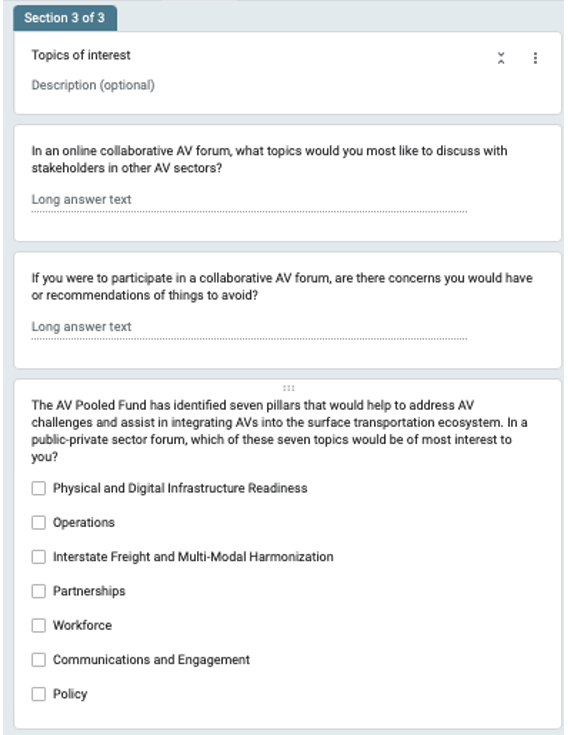 Section 3 of 3
Topics of interest
Description (optional)
In an online collaborative AV forum, what topics would you most like to discuss with
stakeholders in other AV sectors?
Long answer text
If you were to participate in a collaborative AV forum, are there concerns you would have
or recommendations of things to avoid?
Long answer text
The AV Pooled Fund has identified seven pillars that would help to address AV
challenges and assist in integrating AVs into the surface transportation ecosystem. In a
public-private sector forum, which of these seven topics would be of most interest to
you?
Physical and Digital Infrastructure Readiness
Operations
Interstate Freight and Multi-Modal Harmonization
Partnerships
Workforce
Communications and Engagement
Policy